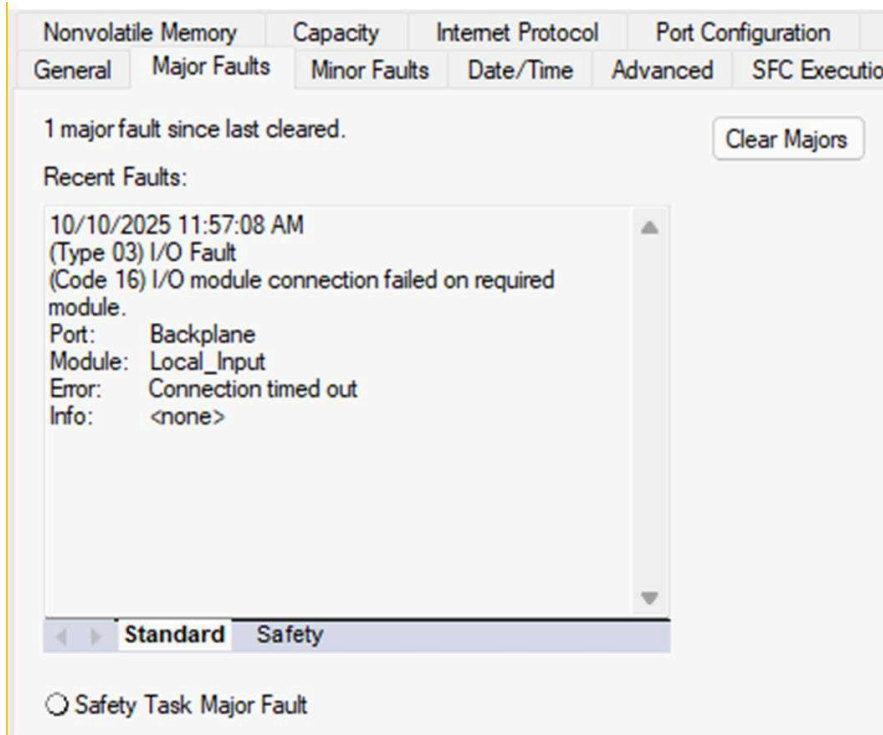 Nonvolatile Memory Capacity Internet Protocol Port Configuration
General Major Faults Minor Faults Date/Time Advanced SFC Executio
1 major fault since last cleared.
Clear Majors
Recent Faults:
10/10/2025 11:57:08 AM
(Type 03) I/O Fault
(Code 16) I/O module connection failed on required
module.
Port: Backplane
Module: Local_Input
Error: Connection timed out
Info: <none>
Standard Safety
Safety Task Major Fault